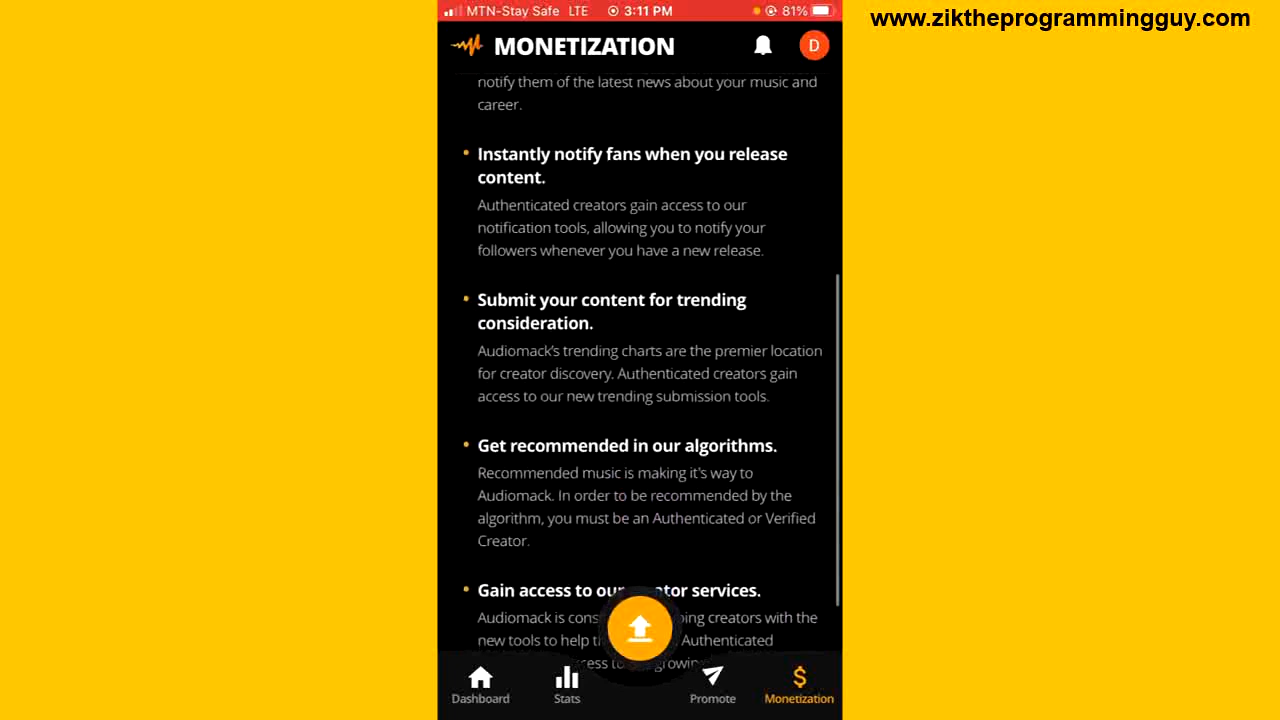 MTN-Stay Safe LTE 3:11 PM 81%
www.ziktheprogrammingguy.com
MONETIZATION
D
notify them of the latest news about your music and
career.
Instantly notify fans when you release
content.
Authenticated creators gain access to our
notification tools, allowing you to notify your
followers whenever you have a new release.
Submit your content for trending
consideration.
Audiomack's trending charts are the premier location
for creator discovery. Authenticated creators gain
access to our new trending submission tools.
Get recommended in our algorithms.
Recommended music is making it's way to
Audiomack. In order to be recommended by the
algorithm, you must be an Authenticated or Verified
Creator.
Gain access to our services.
Audiomack is creators with the
new tools to help Authenticated
Dashboard Stats Promote Monetization